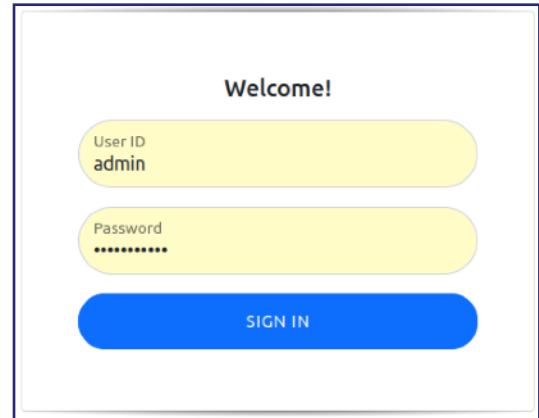 Welcome!
User ID
admin
Password
•••••••••••
SIGN IN